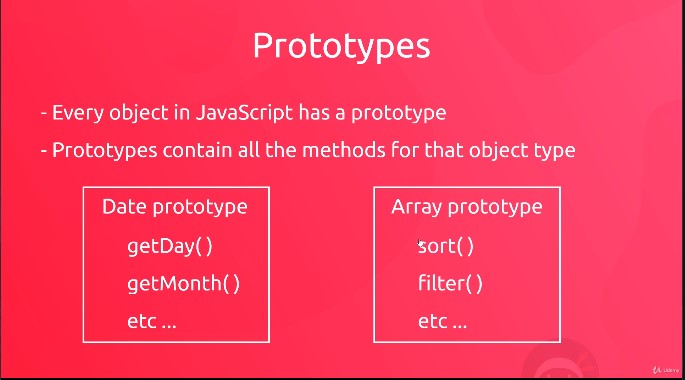 Prototypes
- Every object in JavaScript has a prototype
- Prototypes contain all the methods for that object type
Date prototype
getDay( )
getMonth( )
etc ...
Array prototype
sort( )
filter( )
etc ...
Udemy